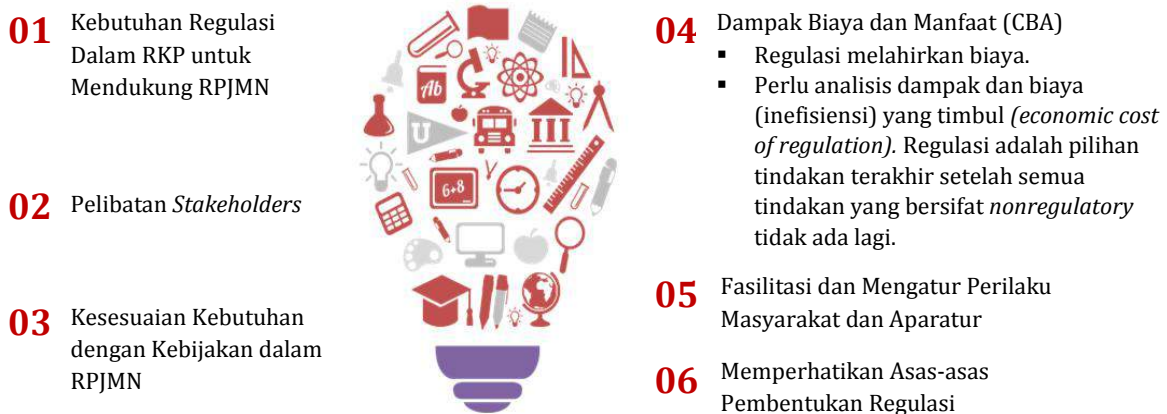 01
Kebutuhan Regulasi
Dalam RKP untuk
Mendukung RPJMN
02
Pelibatan Stakeholders
03
Kesesuaian Kebutuhan
dengan Kebijakan dalam
RPJMN
Ab
U
6+8
04
Dampak Biaya dan Manfaat (CBA)
▪ Regulasi melahirkan biaya.
▪ Perlu analisis dampak dan biaya
(inefisiensi) yang timbul (economic cost
of regulation). Regulasi adalah pilihan
tindakan terakhir setelah semua
tindakan yang bersifat nonregulatory
tidak ada lagi.
05
Fasilitasi dan Mengatur Perilaku
Masyarakat dan Aparatur
06
Memperhatikan Asas-asas
Pembentukan Regulasi